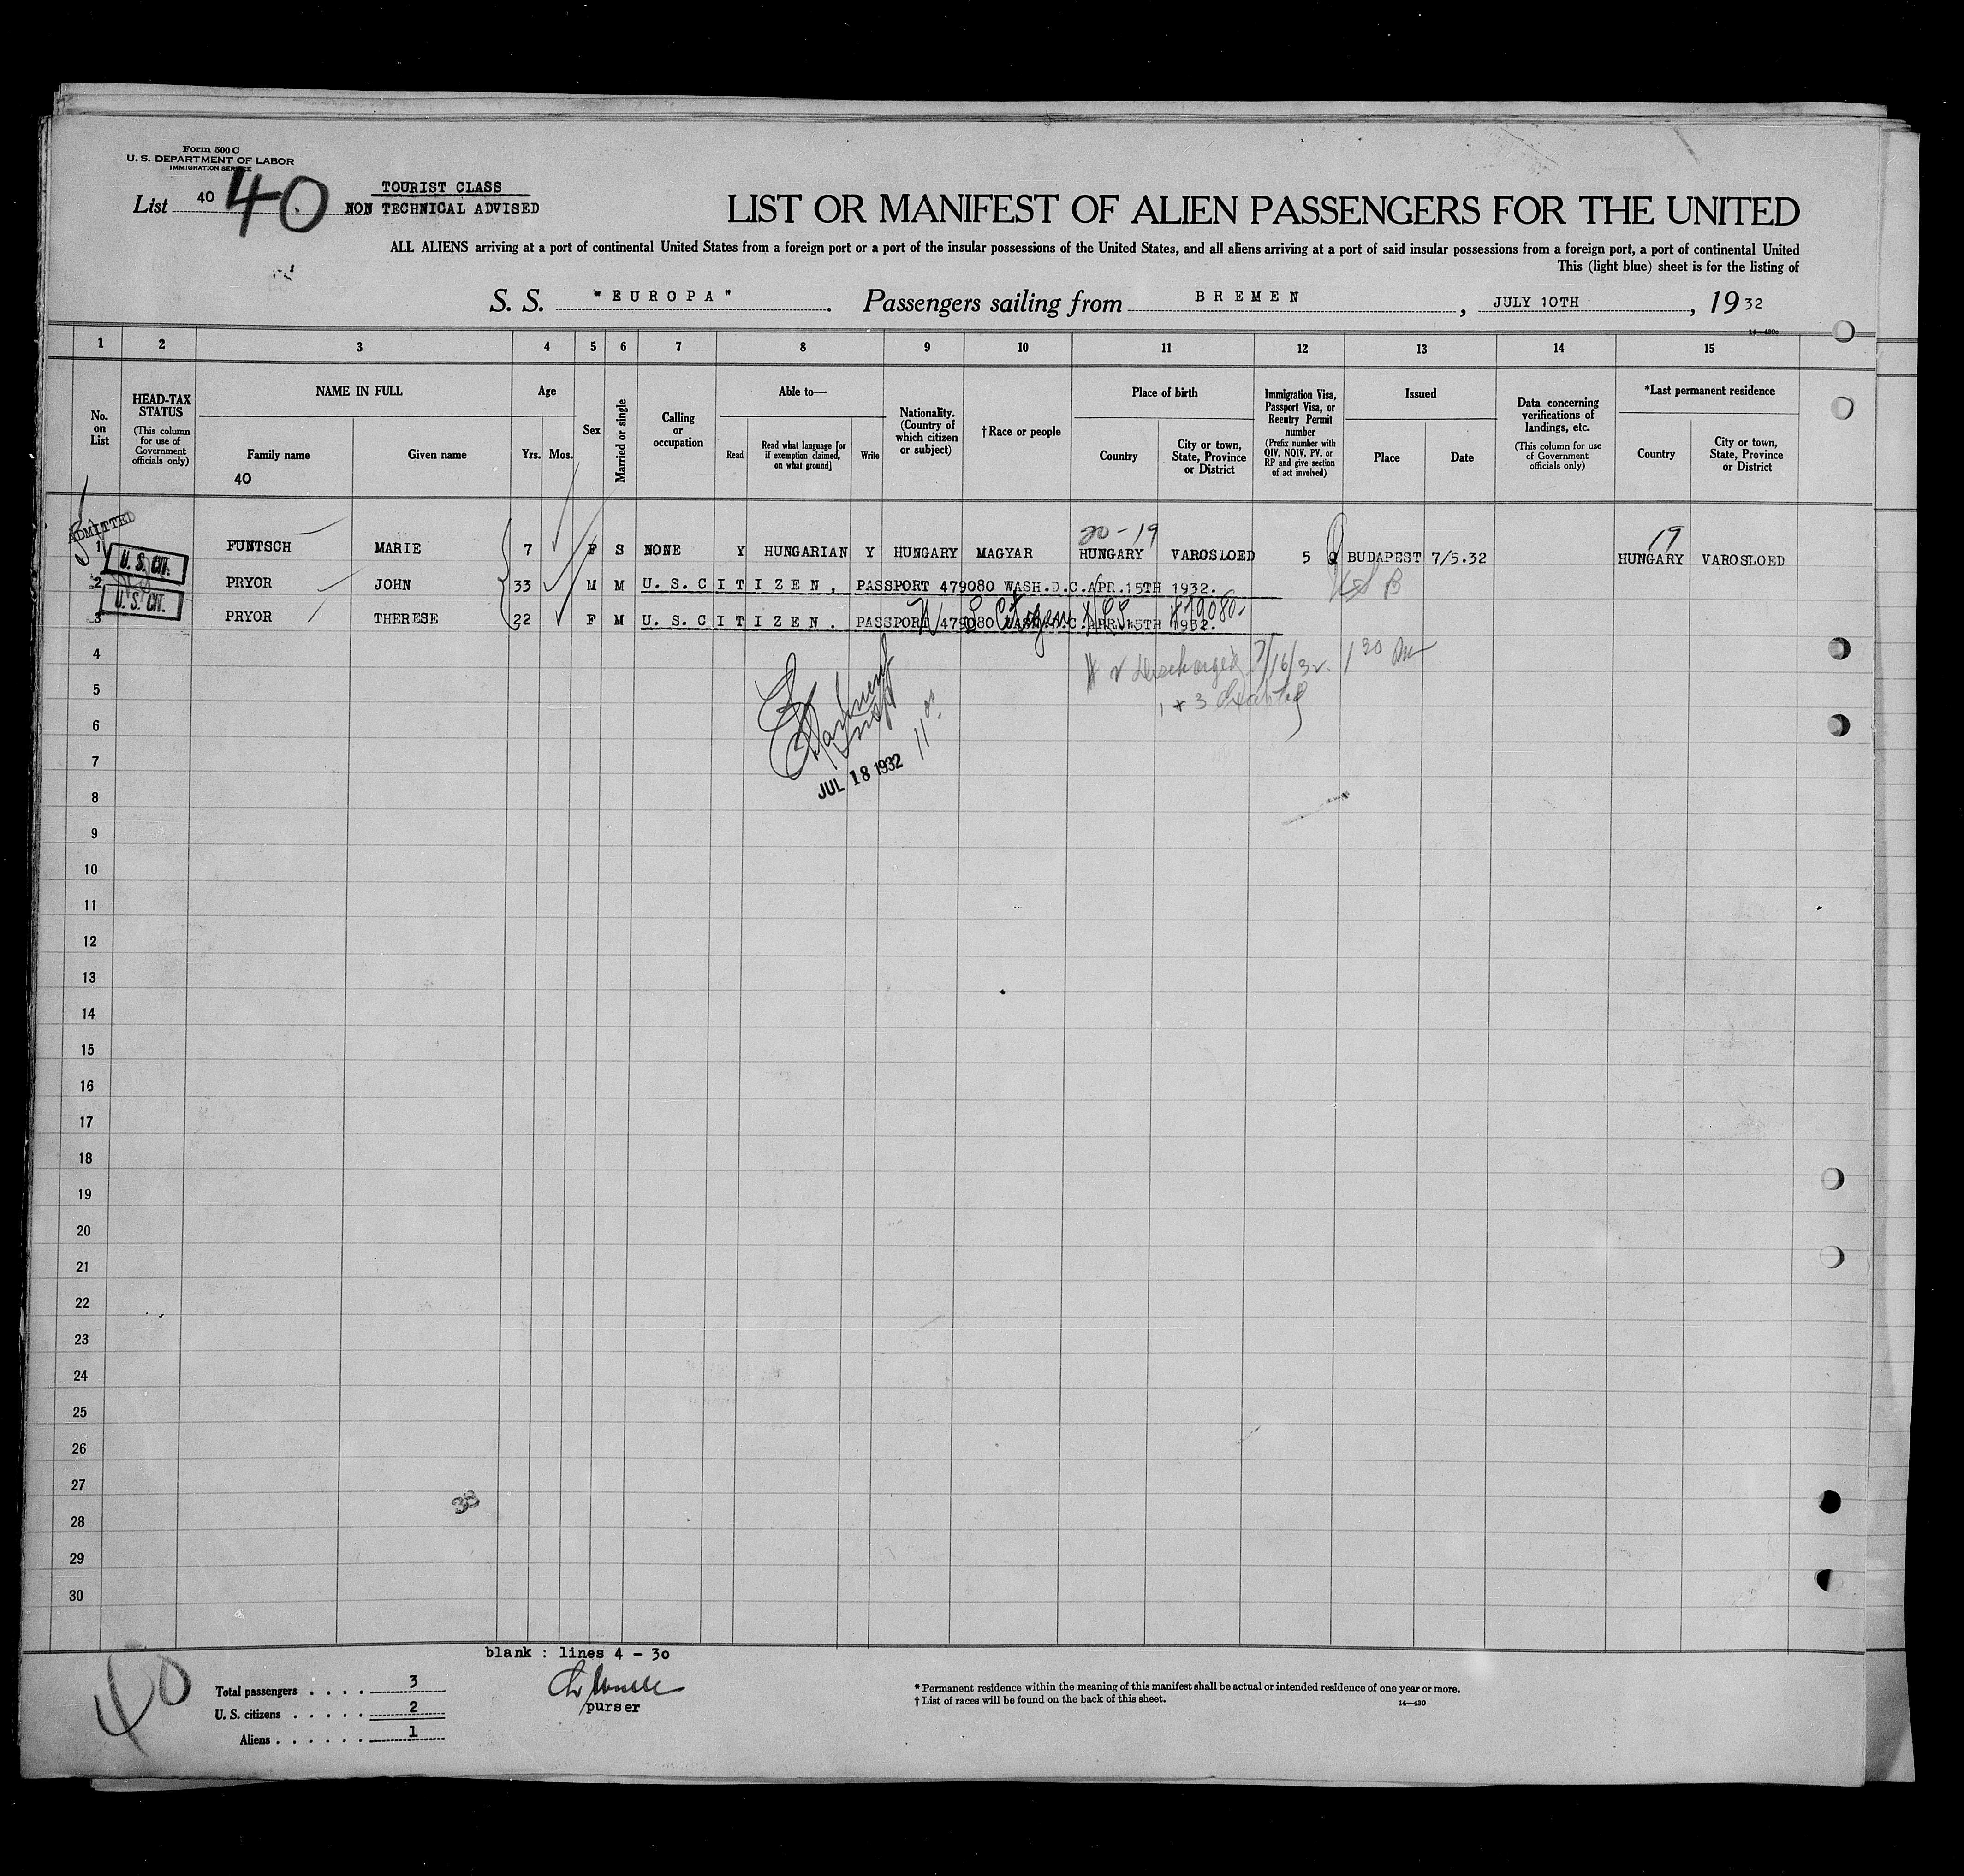 Form 500 C
U. S. DEPARTMENT OF LABOR
IMMIGRATION SERVICE
List 40 40
TOURIST CLASS
NON TECHNICAL ADVISED
LIST OR MANIFEST OF ALIEN PASSENGERS FOR THE UNITED
ALL ALIENS arriving at a port of continental United States from a foreign port or a port of the insular possessions of the United States, and all aliens arriving at a port of said insular possessions from a foreign port, a port of continental United
This (light blue) sheet is for the listing of
S. S. "EUROPA". Passengers sailing from BREMEN, JULY 10TH, 1932
14—430c
1 2 3 4 5 6 7 8 9 10 11 12 13 14 15
No. on List
HEAD-TAX STATUS (This column for use of Government officials only)
NAME IN FULL
Family name
Given name
40
Age
Yrs. Mos.
Sex
Married or single
Calling or occupation
Able to—
Read
Read what language [or if exemption claimed, on what ground]
Write
Nationality. (Country of which citizen or subject)
†Race or people
Place of birth
Country
City or town, State, Province or District
Immigration Visa, Passport Visa, or Reentry Permit number (Prefix number with QIV, NQIV, PV, or RP and give section of act involved)
Issued
Place
Date
Data concerning verifications of landings, etc. (This column for use of Government officials only)
*Last permanent residence
Country
City or town, State, Province or District
20-19
19
ADMITTED
1 FUNTSCH MARIE 7 F S NONE Y HUNGARIAN Y HUNGARY MAGYAR HUNGARY VAROSLOED 5 Q BUDAPEST 7/5.32 HUNGARY VAROSLOED
U. S. CIT.
2 PRYOR JOHN 33 M M U. S. CITIZEN, PASSPORT 479080 WASH.D.C.APR.15TH 1932.
U. S. CIT.
3 PRYOR THERESE 22 F M U. S. CITIZEN. PASSPORT 479080 WASH.D.C.APR.15TH 1932.
Citizen 479080
4 Discharged 7/16/32 1 30
5 1 + 3
6
7
JUL 18 1932
8
9
10
11
12
13
14
15
16
17
18
19
20
21
22
23
24
25
26
27
38
28
29
30
blank : lines 4 - 30
40
Total passengers . . . . 3
U. S. citizens . . . . . 2
Aliens . . . . . . 1
purser
* Permanent residence within the meaning of this manifest shall be actual or intended residence of one year or more.
† List of races will be found on the back of this sheet.
14—430